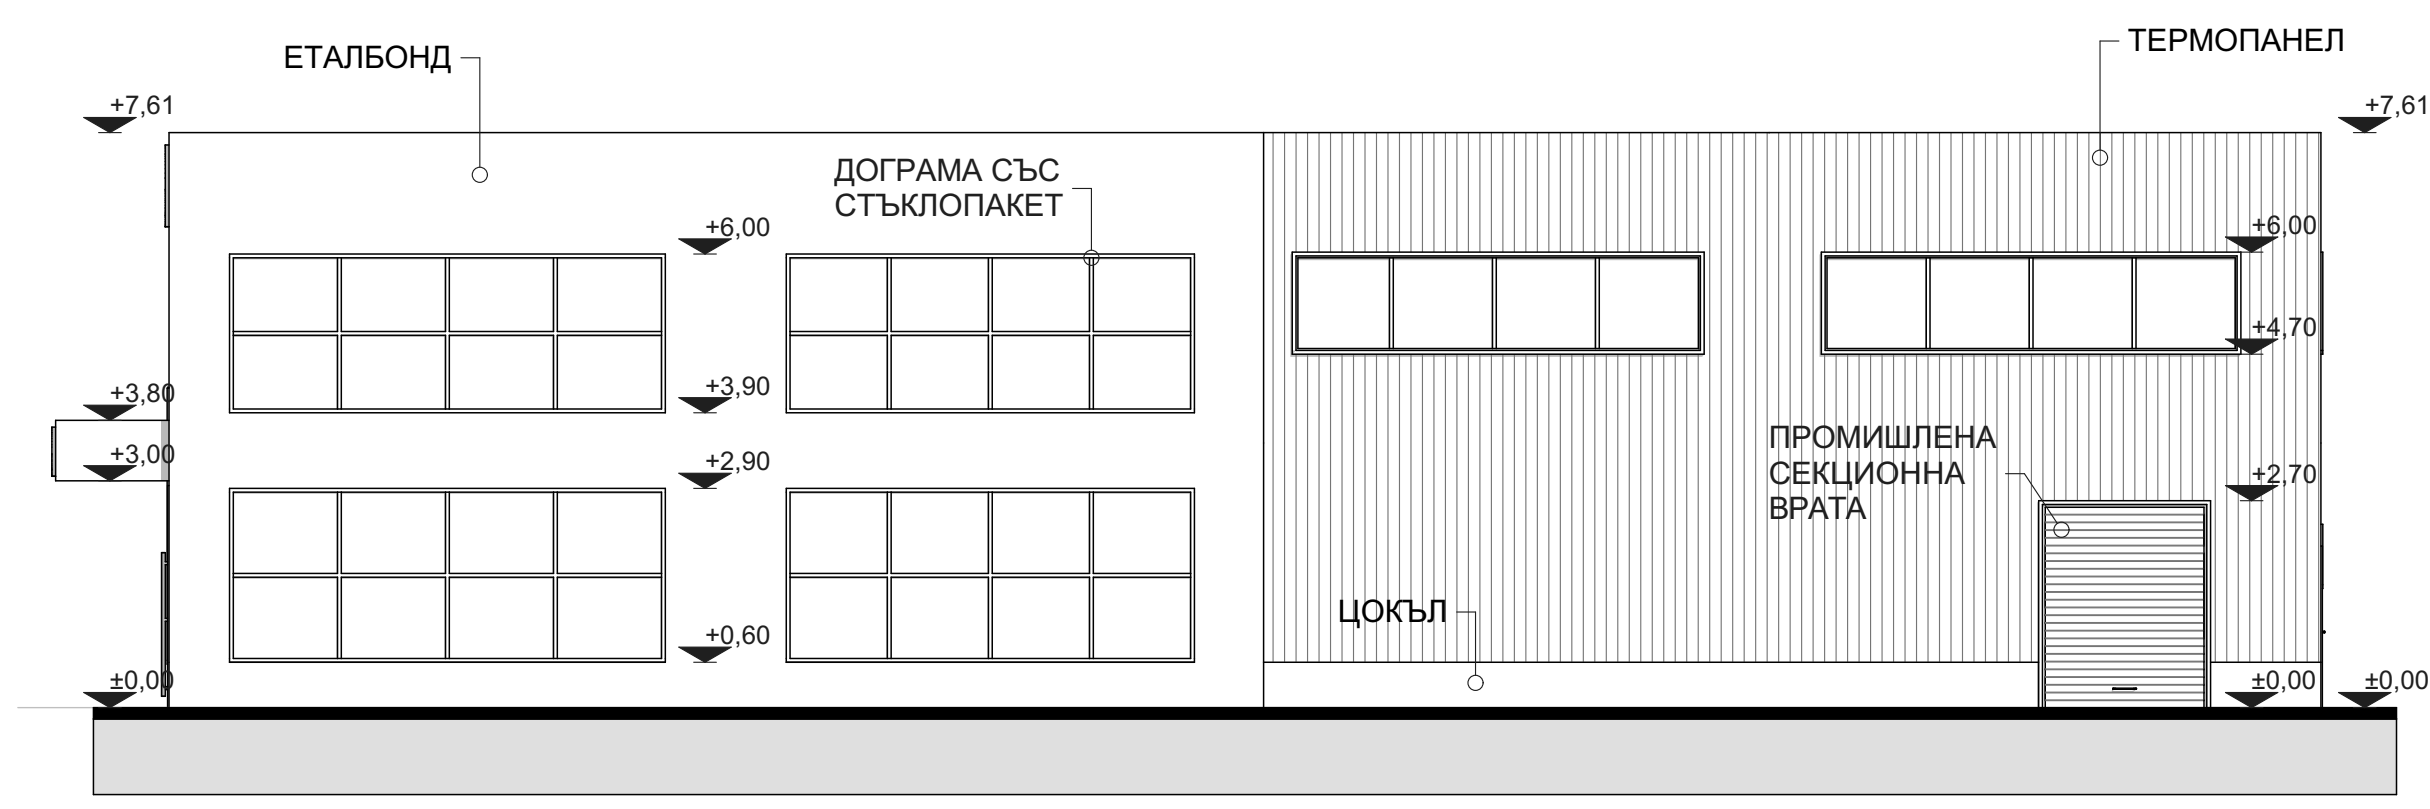 ЕТАЛБОНД
ТЕРМОПАНЕЛ
+7,61
+7,61
ДОГРАМА СЪС
СТЪКЛОПАКЕТ
+6,00
+6,00
+4,70
+3,80
+3,90
+3,00
+2,90
ПРОМИШЛЕНА
СЕКЦИОННА
ВРАТА
+2,70
ЦОКЪЛ
+0,60
±0,00
±0,00
±0,00